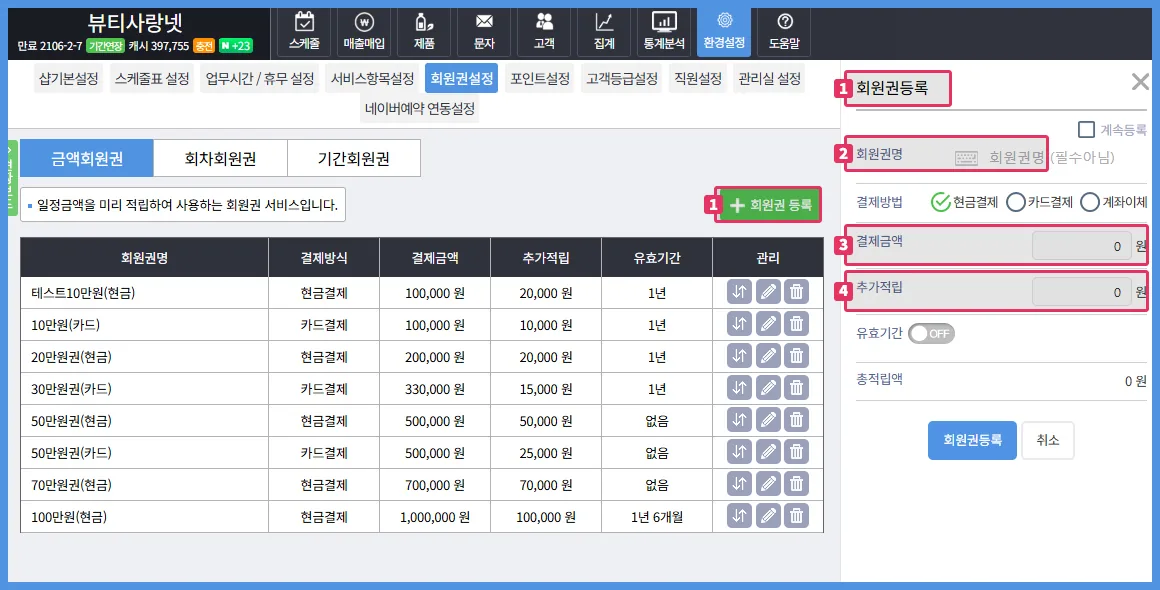 뷰티사랑넷
만료 2106-2-7 기간연장 캐시 397,755 충전 N +23
스케줄 매출매입 제품 문자 고객 집계 통계분석 환경설정 도움말
샵기본설정 스케줄표 설정 업무시간 / 휴무 설정 서비스항목설정 회원권설정 포인트설정 고객등급설정 직원설정 관리실 설정
네이버예약 연동설정
금액회원권 회차회원권 기간회원권
일정금액을 미리 적립하여 사용하는 회원권 서비스입니다.
1 + 회원권 등록
회원권명 결제방식 결제금액 추가적립 유효기간 관리
테스트10만원(현금) 현금결제 100,000 원 20,000 원 1년
10만원(카드) 카드결제 100,000 원 10,000 원 1년
20만원권(현금) 현금결제 200,000 원 20,000 원 1년
30만원권(카드) 카드결제 330,000 원 15,000 원 1년
50만원권(현금) 현금결제 500,000 원 50,000 원 없음
50만원권(카드) 카드결제 500,000 원 25,000 원 없음
70만원권(현금) 현금결제 700,000 원 70,000 원 없음
100만원(현금) 현금결제 1,000,000 원 100,000 원 1년 6개월
1 회원권등록
계속등록
2 회원권명 회원권명 (필수아님)
결제방법 현금결제 카드결제 계좌이체
3 결제금액 0 원
4 추가적립 0 원
유효기간 OFF
총적립액 0 원
회원권등록 취소